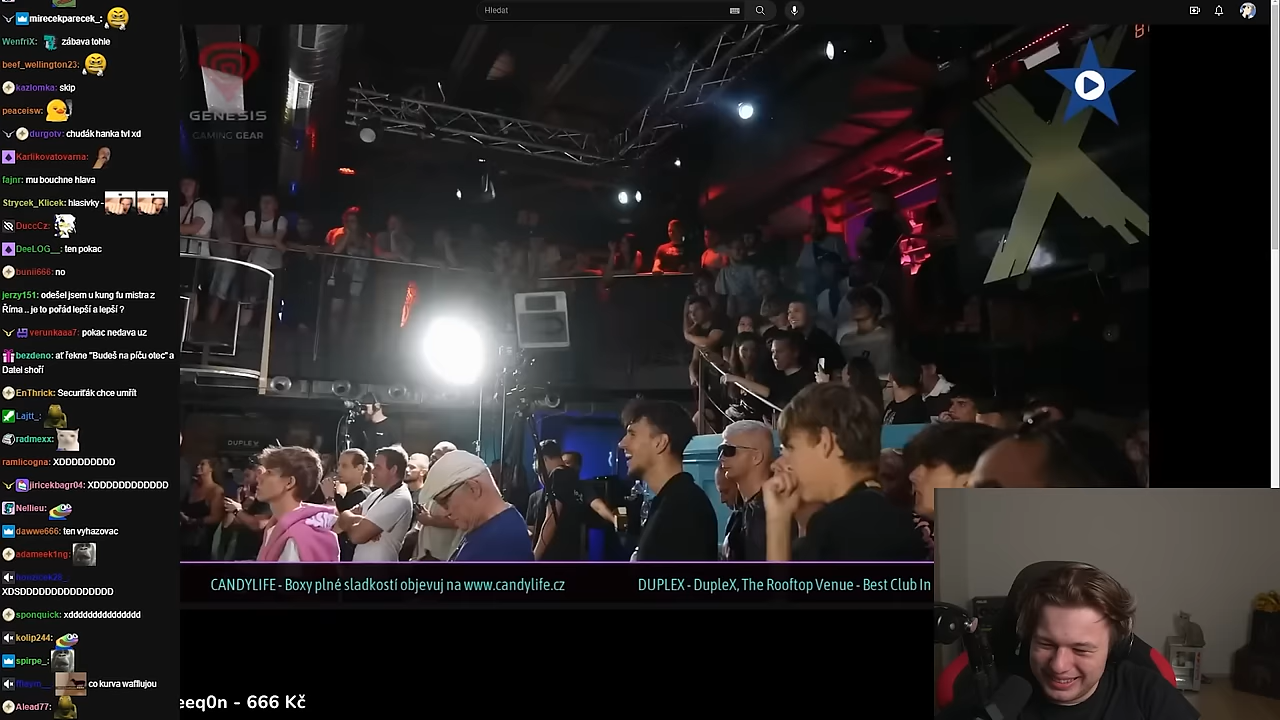 Hledat
mirecekparecek_:
WenfriX: zábava tohle
beef_wellington23:
kazlomka: skip
peaceisw:
durgotv: chudák hanka tvl xd
Karlikovatovarna:
fajnr: mu bouchne hlava
Strycek_Klicek: hlasivky -
DuccCz:
DeeLOG__: ten pokac
bunii666: no
jerzy151: odešel jsem u kung fu mistra z
Říma .. je to pořád lepší a lepší ?
verunkaaa7: pokac nedava uz
bezdeno: ať řekne "Budeš na píču otec" a
Datel shoří
EnThrick: Securiťák chce umřít
Lajtt_:
radmexx:
ramlicogna: XDDDDDDDDD
jiricekbagr04: XDDDDDDDDDDDD
Nellieu:
dawwe666: ten vyhazovac
adameek1ng:
XDSDDDDDDDDDDDDDDD
sponquick: xdddddddddddddd
kolip244:
spirpe_:
co kurva wafflujou
Alead77:
GENESIS
GAMING GEAR
X
DUPLEX
CANDYLIFE - Boxy plné sladkostí objevuj na www.candylife.cz
DUPLEX - DupleX, The Rooftop Venue - Best Club In
eeq0n - 666 Kč